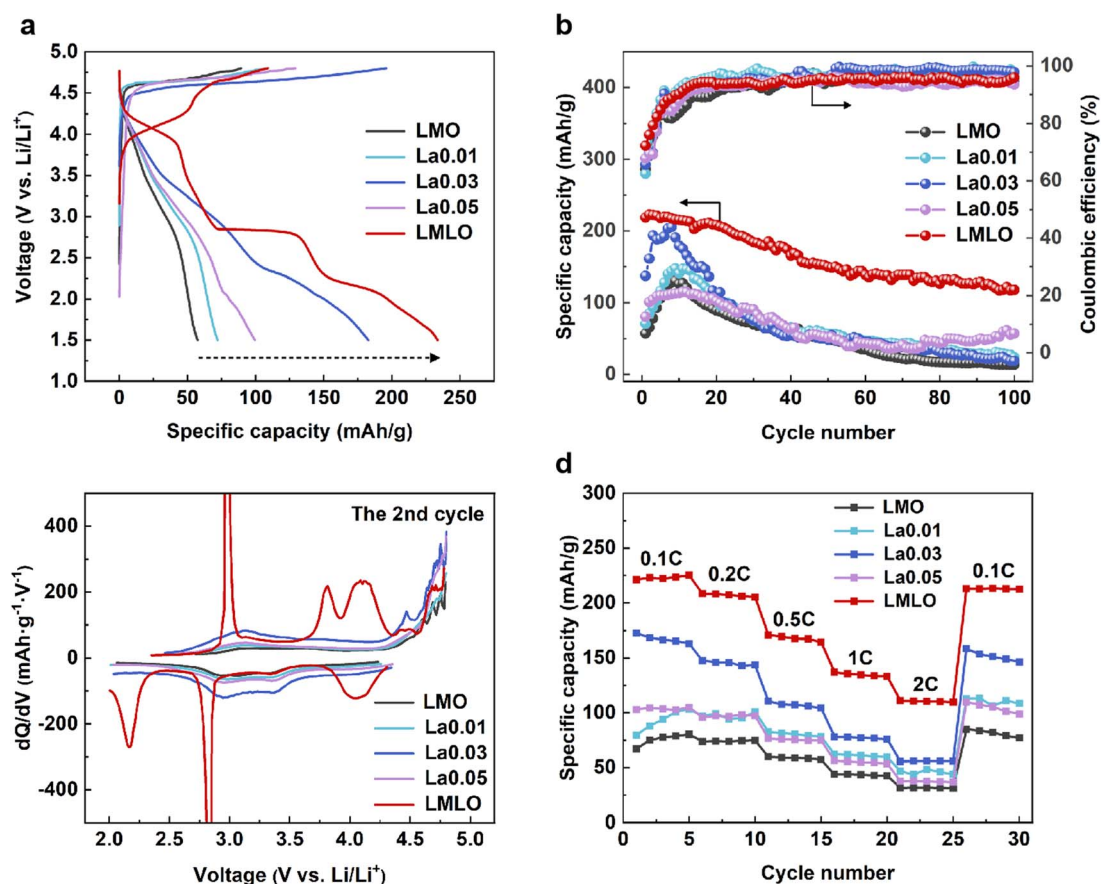 a
5.0
4.5
4.0
3.5
3.0
2.5
2.0
1.5
1.0
Voltage (V vs. Li/Li⁺)
LMO
La0.01
La0.03
La0.05
LMLO
0 50 100 150 200 250
Specific capacity (mAh/g)
b
400
350
300
250
200
150
100
50
0
Specific capacity (mAh/g)
100
80
60
40
20
0
Coulombic efficiency (%)
LMO
La0.01
La0.03
La0.05
LMLO
0 20 40 60 80 100
Cycle number
The 2nd cycle
400
200
0
-200
-400
dQ/dV (mAh·g⁻¹·V⁻¹)
LMO
La0.01
La0.03
La0.05
LMLO
2.0 2.5 3.0 3.5 4.0 4.5 5.0
Voltage (V vs. Li/Li⁺)
d
300
250
200
150
100
50
0
Specific capacity (mAh/g)
LMO
La0.01
La0.03
La0.05
LMLO
0.1C
0.2C
0.5C
1C
2C
0.1C
0 5 10 15 20 25 30
Cycle number